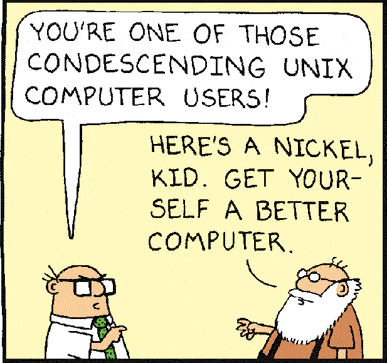 YOU'RE ONE OF THOSE
CONDESCENDING UNIX
COMPUTER USERS!
HERE'S A NICKEL,
KID. GET YOUR-
SELF A BETTER
COMPUTER.